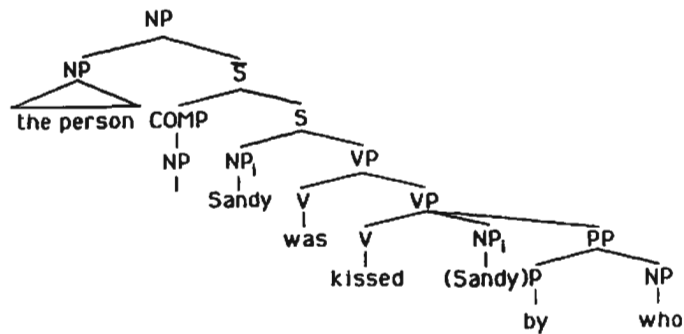 NP
NP S̅
the person COMP S
NP NPi VP
Sandy V VP
was V NPi PP
kissed (Sandy) P NP
by who